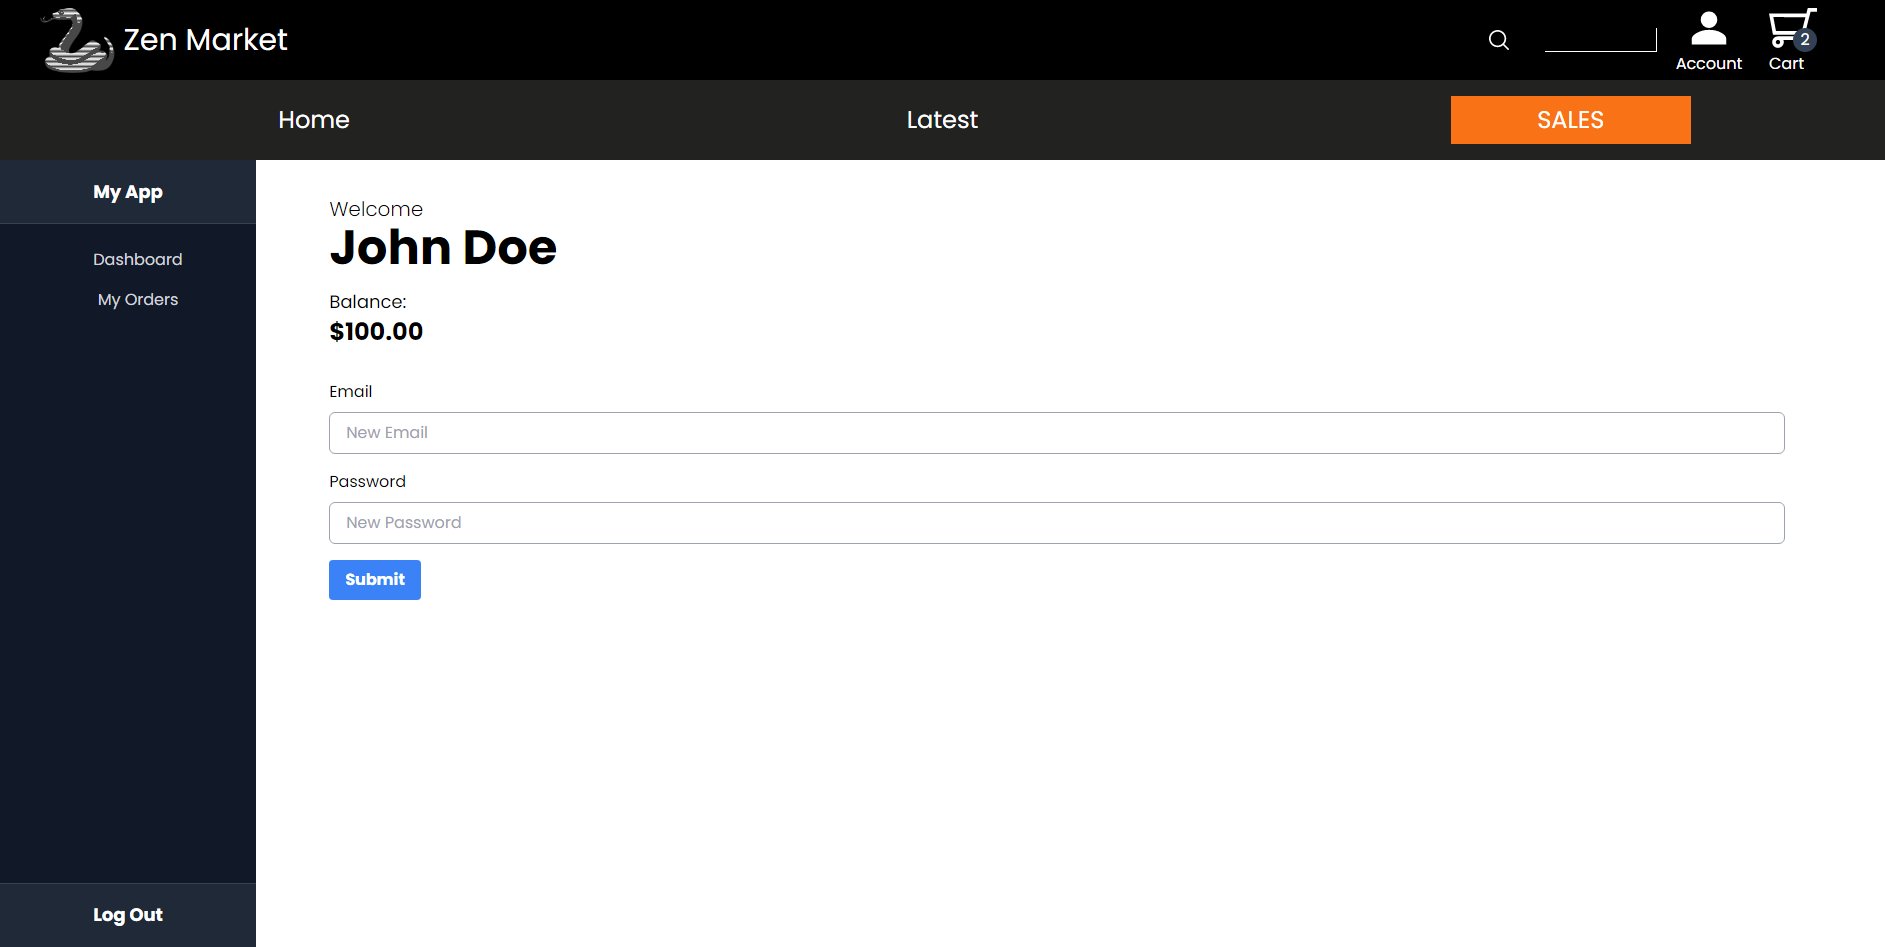 Zen Market
Account
Cart
2
Home
Latest
SALES
My App
Dashboard
My Orders
Log Out
Welcome
John Doe
Balance:
$100.00
Email
New Email
Password
New Password
Submit